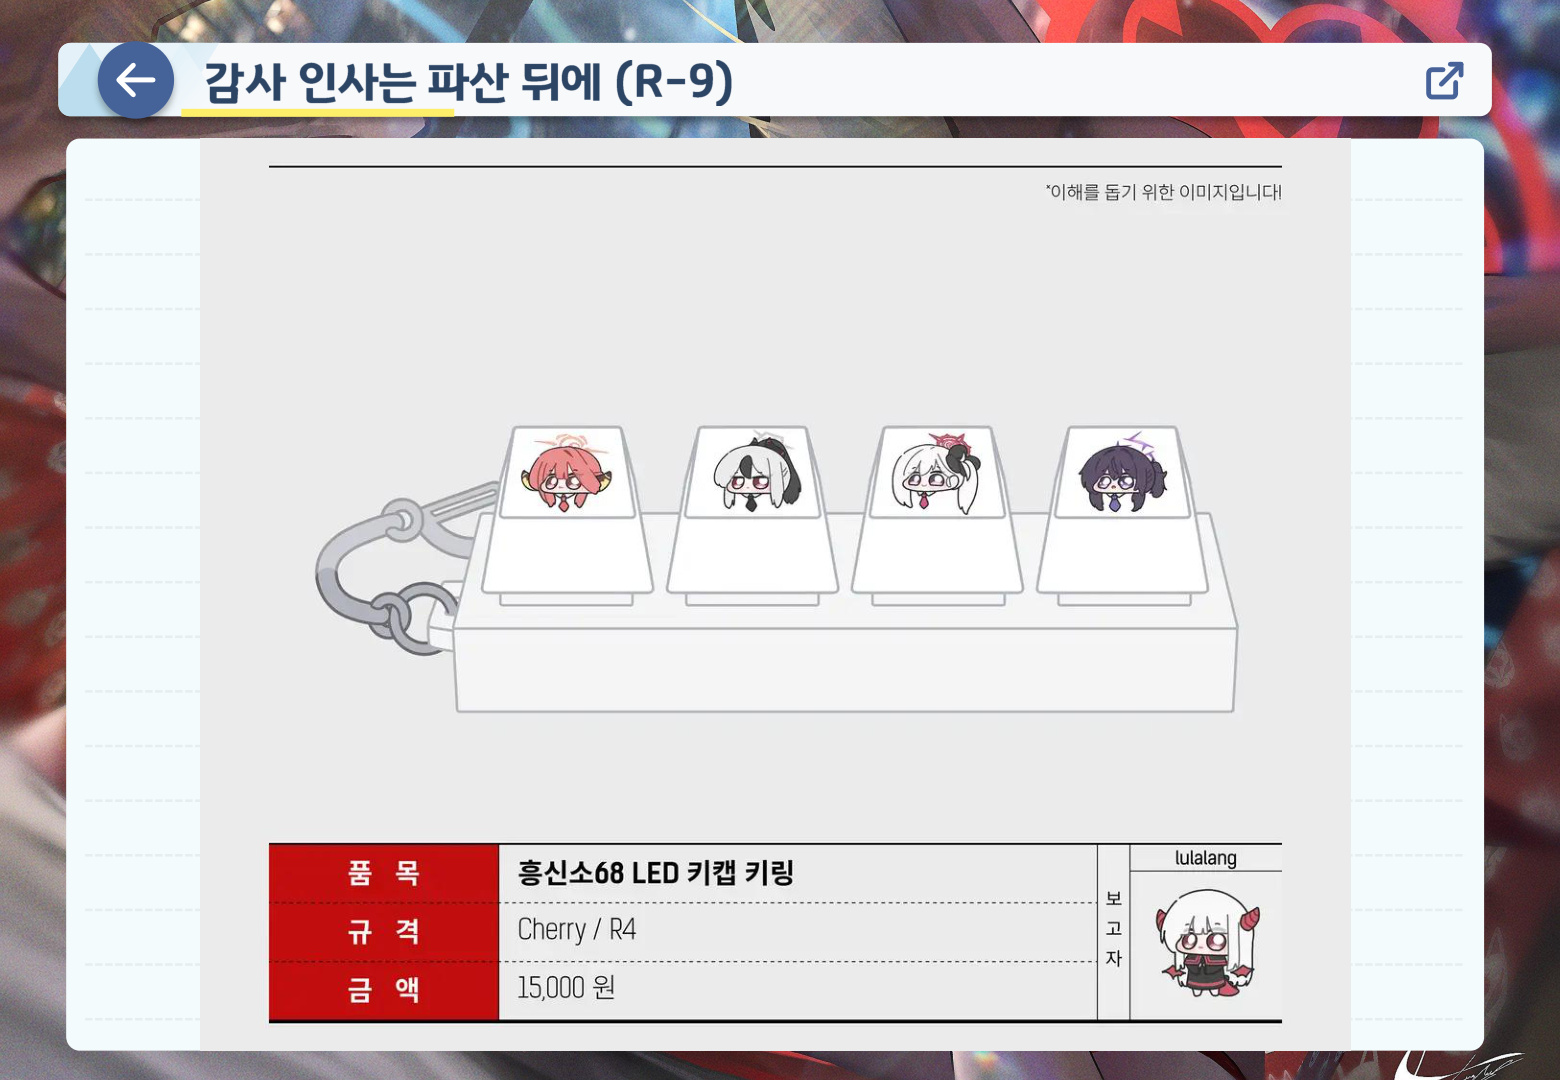 감사 인사는 파산 뒤에 (R-9)
*이해를 돕기 위한 이미지입니다!
품 목
흥신소68 LED 키캡 키링
규 격
Cherry / R4
금 액
15,000 원
보고자
lulalang